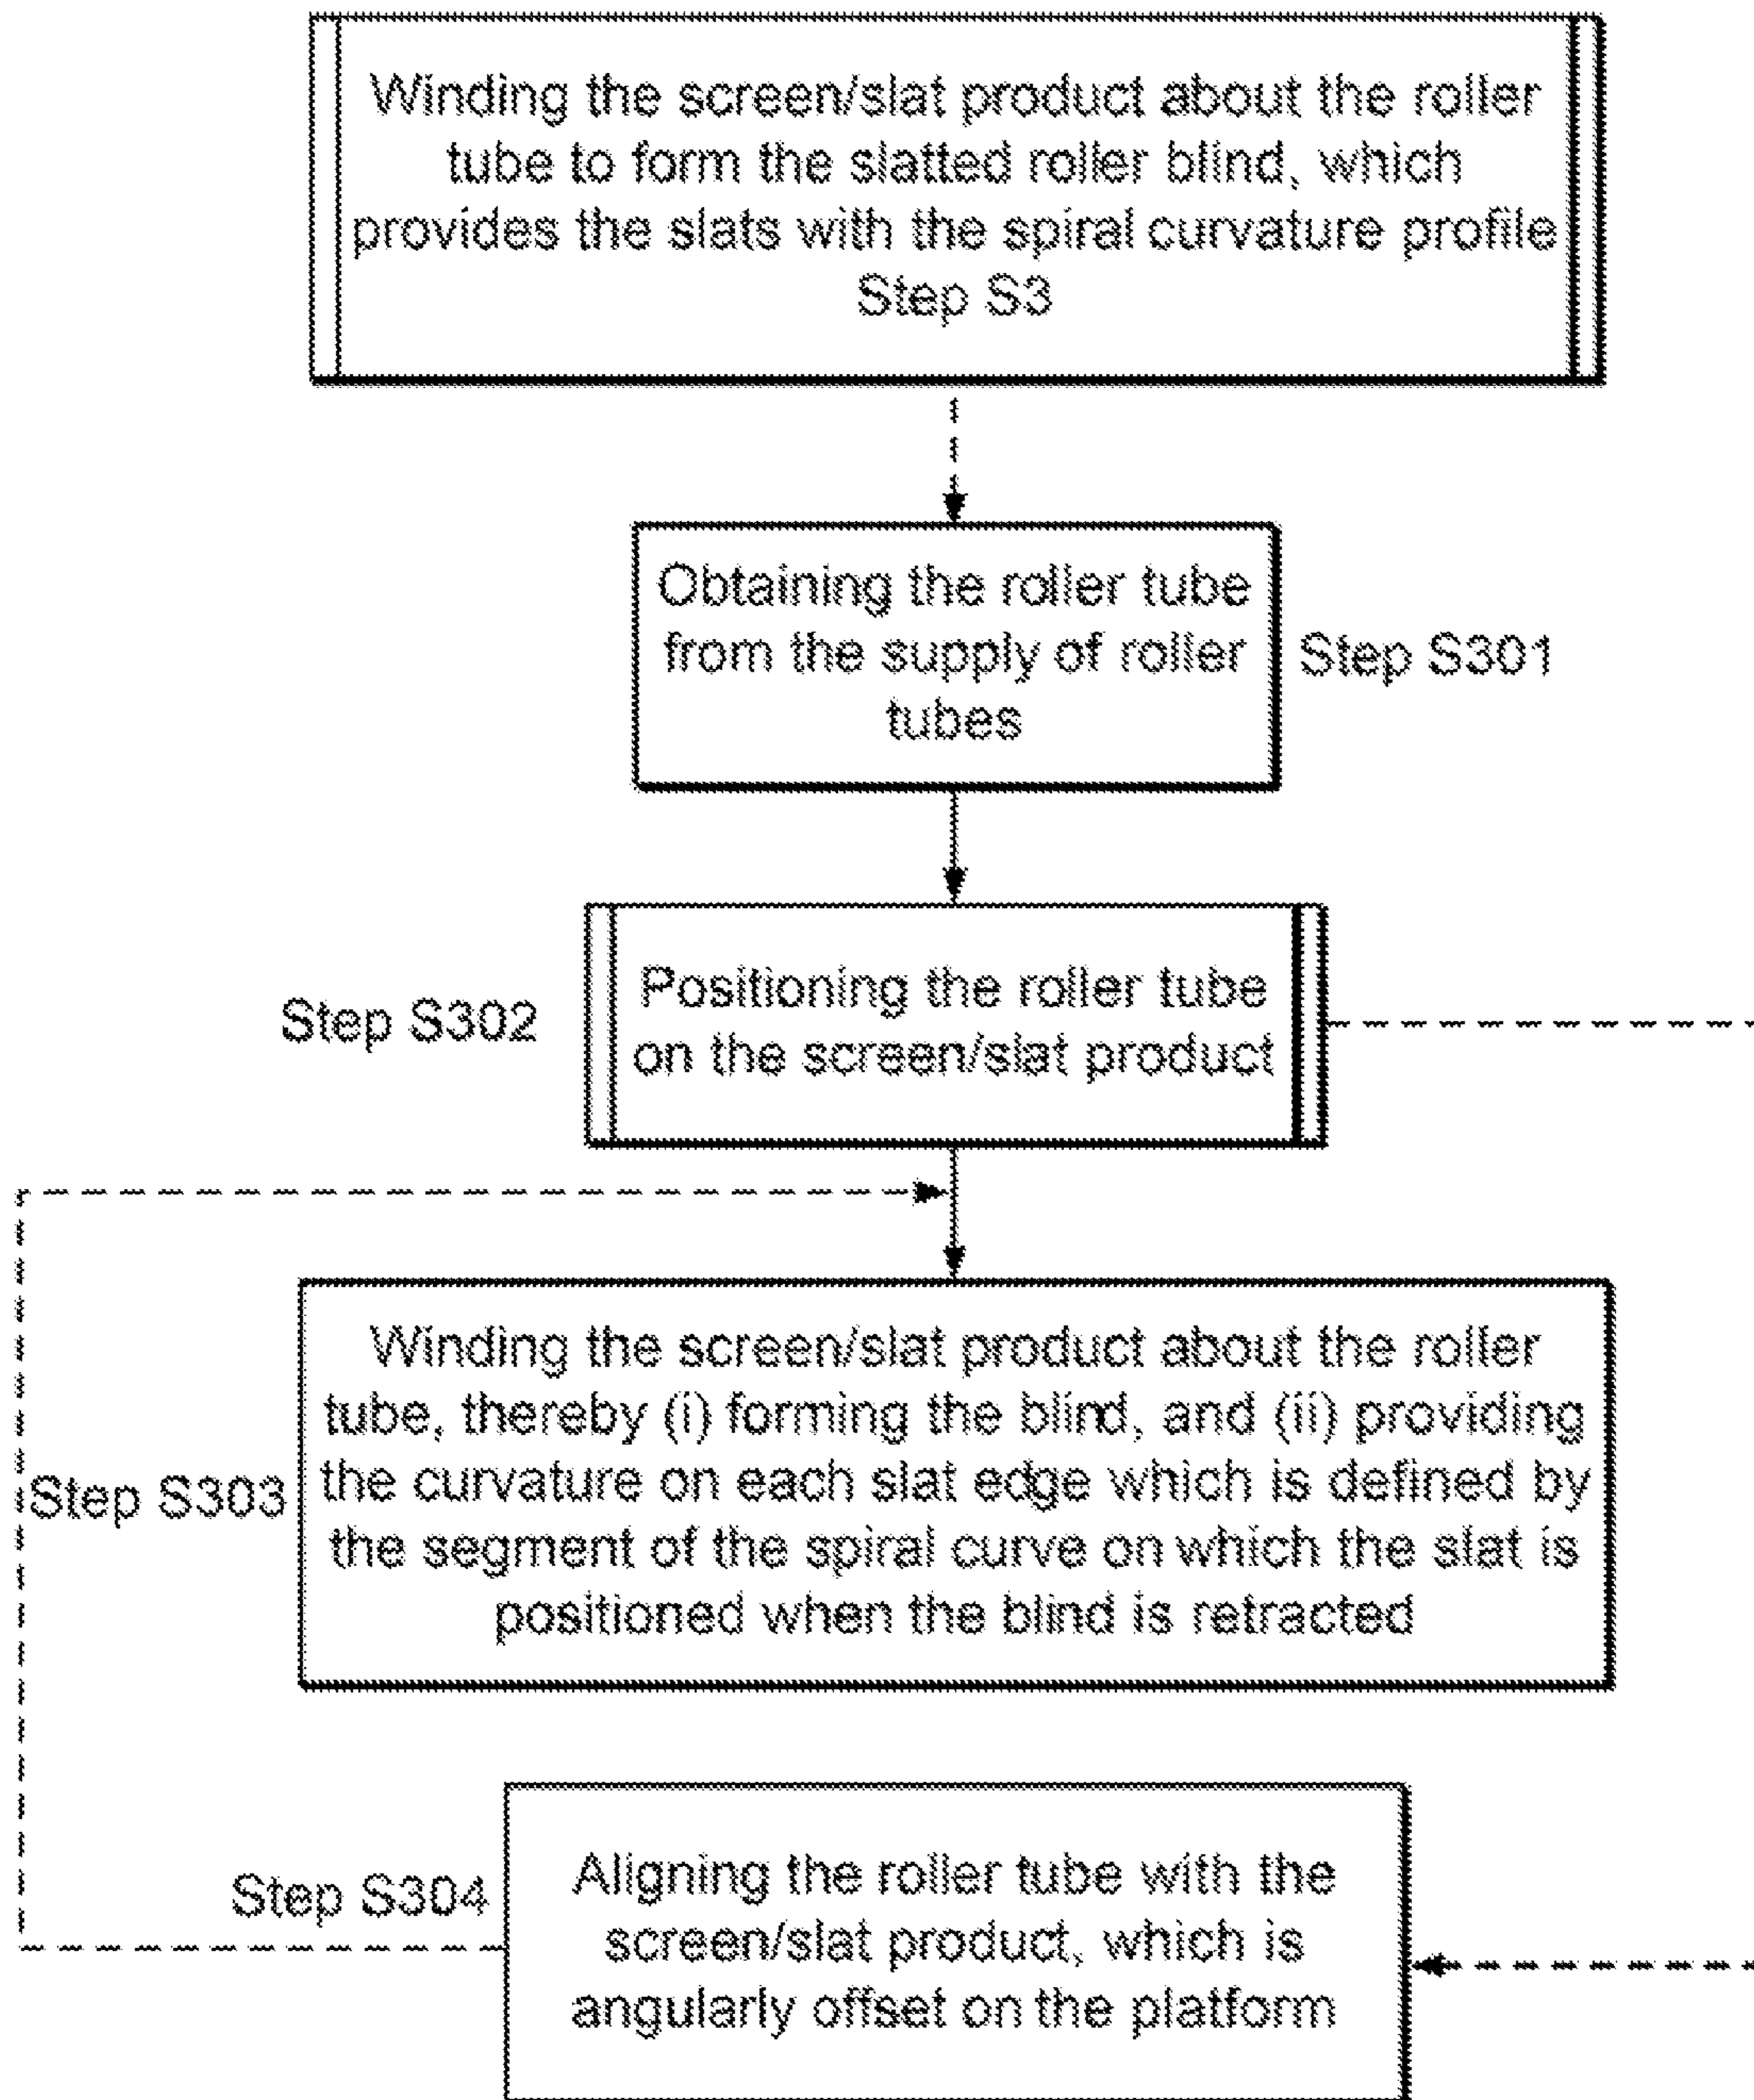 Winding the screen/slat product about the roller
tube to form the slatted roller blind, which
provides the slats with the spiral curvature profile
Step S3
Obtaining the roller tube
from the supply of roller
tubes
Step S301
Step S302
Positioning the roller tube
on the screen/slat product
Step S303
Winding the screen/slat product about the roller
tube, thereby (i) forming the blind, and (ii) providing
the curvature on each slat edge which is defined by
the segment of the spiral curve on which the slat is
positioned when the blind is retracted
Step S304
Aligning the roller tube with the
screen/slat product, which is
angularly offset on the platform